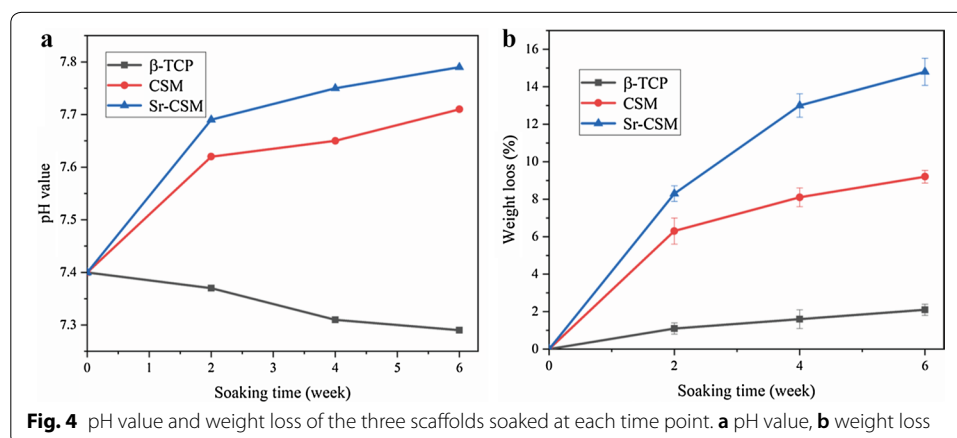 a
β-TCP
CSM
Sr-CSM
7.8
7.7
7.6
7.5
7.4
7.3
pH value
0 1 2 3 4 5 6
Soaking time (week)
b
β-TCP
CSM
Sr-CSM
16
14
12
10
8
6
4
2
0
Weight loos (%)
0 2 4 6
Soaking time (week)
Fig. 4 pH value and weight loss of the three scaffolds soaked at each time point. a pH value, b weight loss